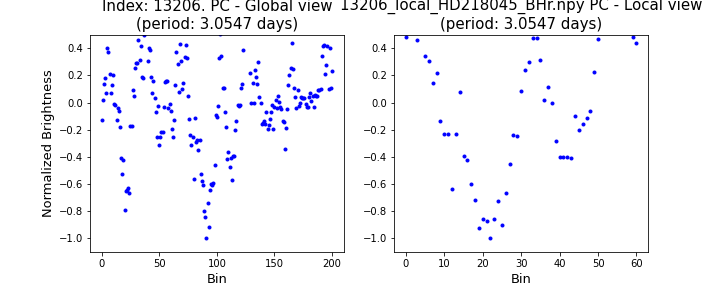 Index: 13206. PC - Global view
(period: 3.0547 days)
13206_local_HD218045_BHr.npy PC - Local view
(period: 3.0547 days)
Normalized Brightness
0.4
0.2
0.0
−0.2
−0.4
−0.6
−0.8
−1.0
0 50 100 150 200
Bin
0.4
0.2
0.0
−0.2
−0.4
−0.6
−0.8
−1.0
0 10 20 30 40 50 60
Bin